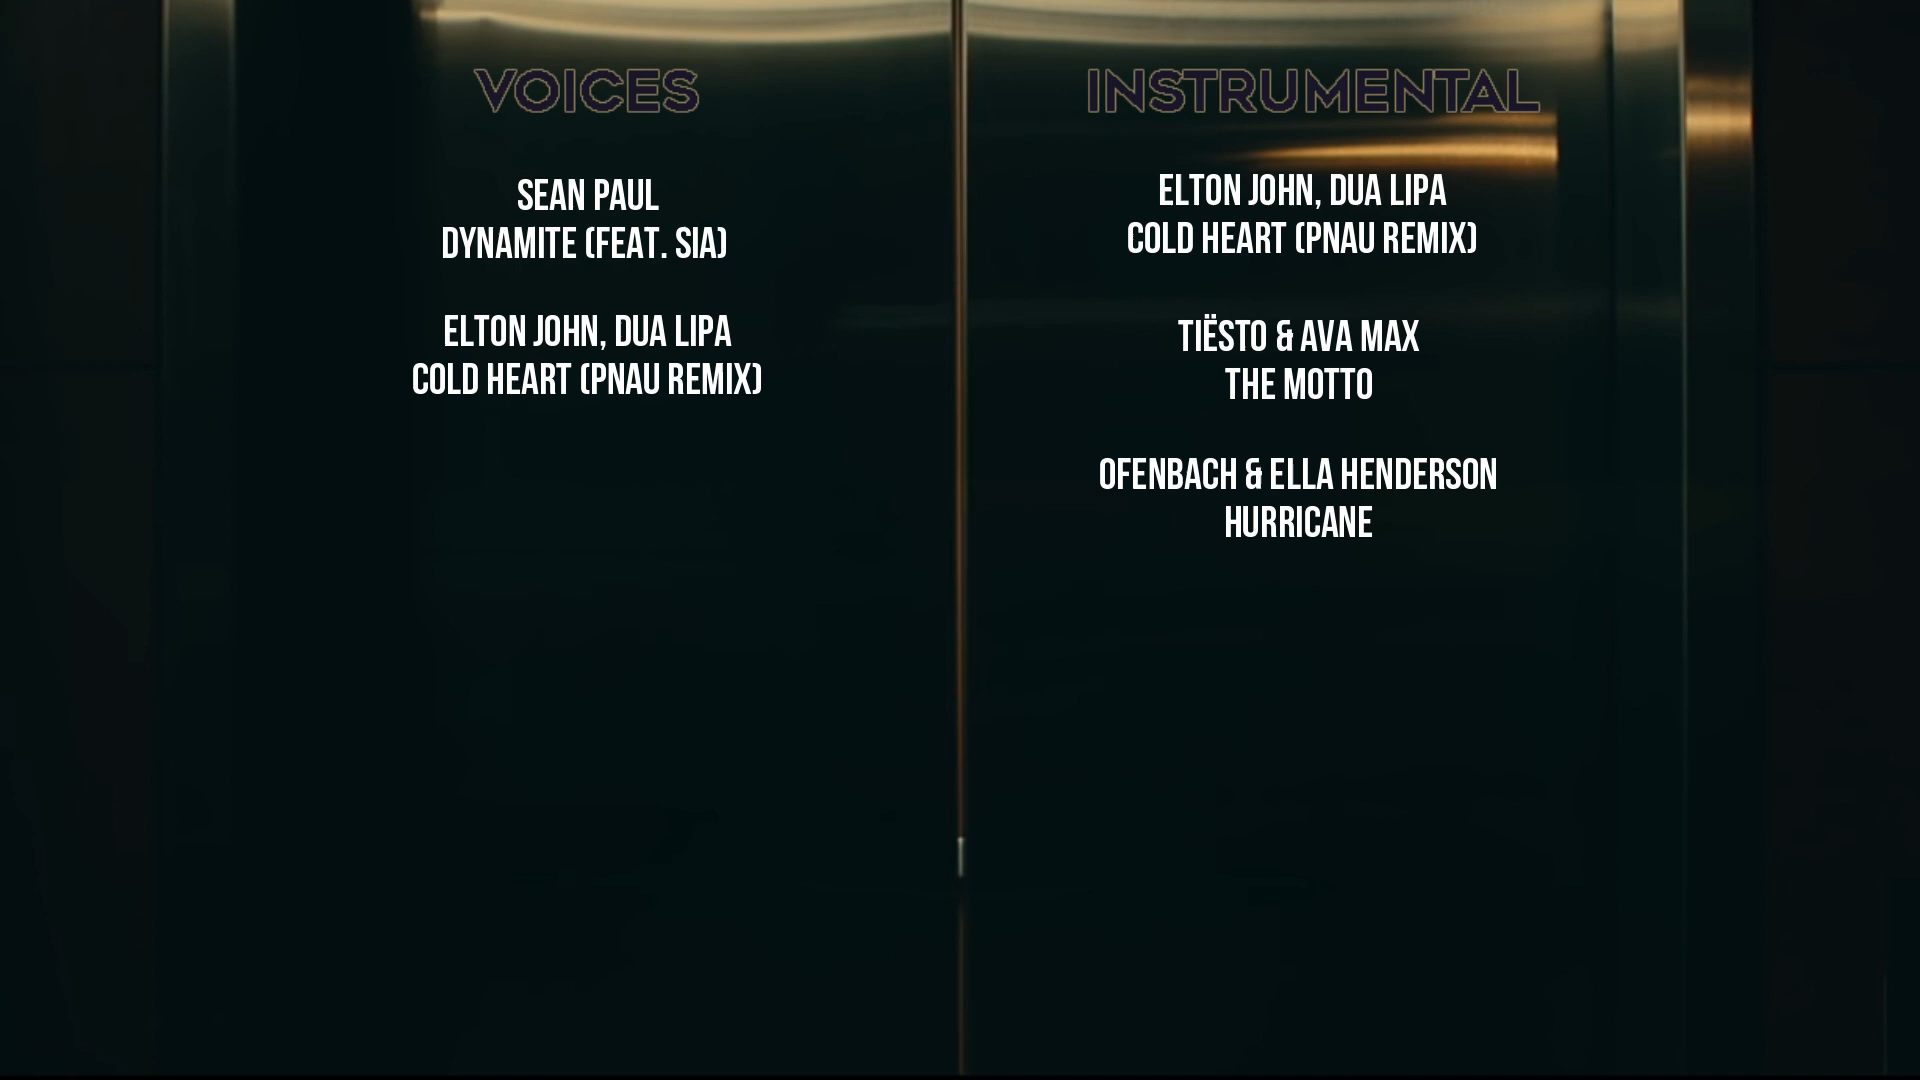 VOICES
SEAN PAUL
DYNAMITE (FEAT. SIA)
ELTON JOHN, DUA LIPA
COLD HEART (PNAU REMIX)
INSTRUMENTAL
ELTON JOHN, DUA LIPA
COLD HEART (PNAU REMIX)
TIËSTO & AVA MAX
THE MOTTO
OFENBACH & ELLA HENDERSON
HURRICANE